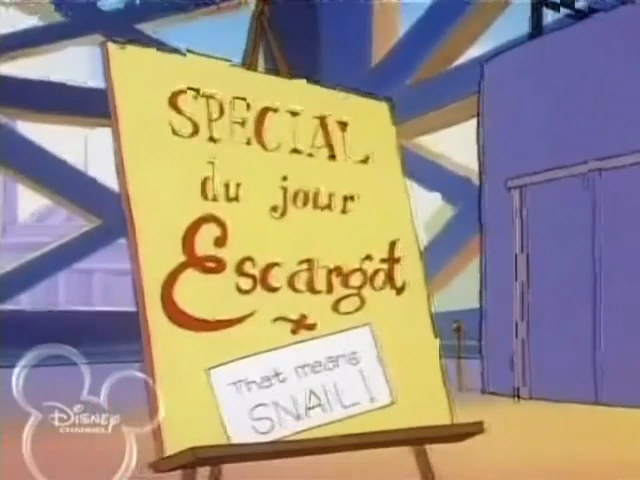 SPECIAL
du jour
Escargot
That means
SNAIL!
DISNEY
CHANNEL